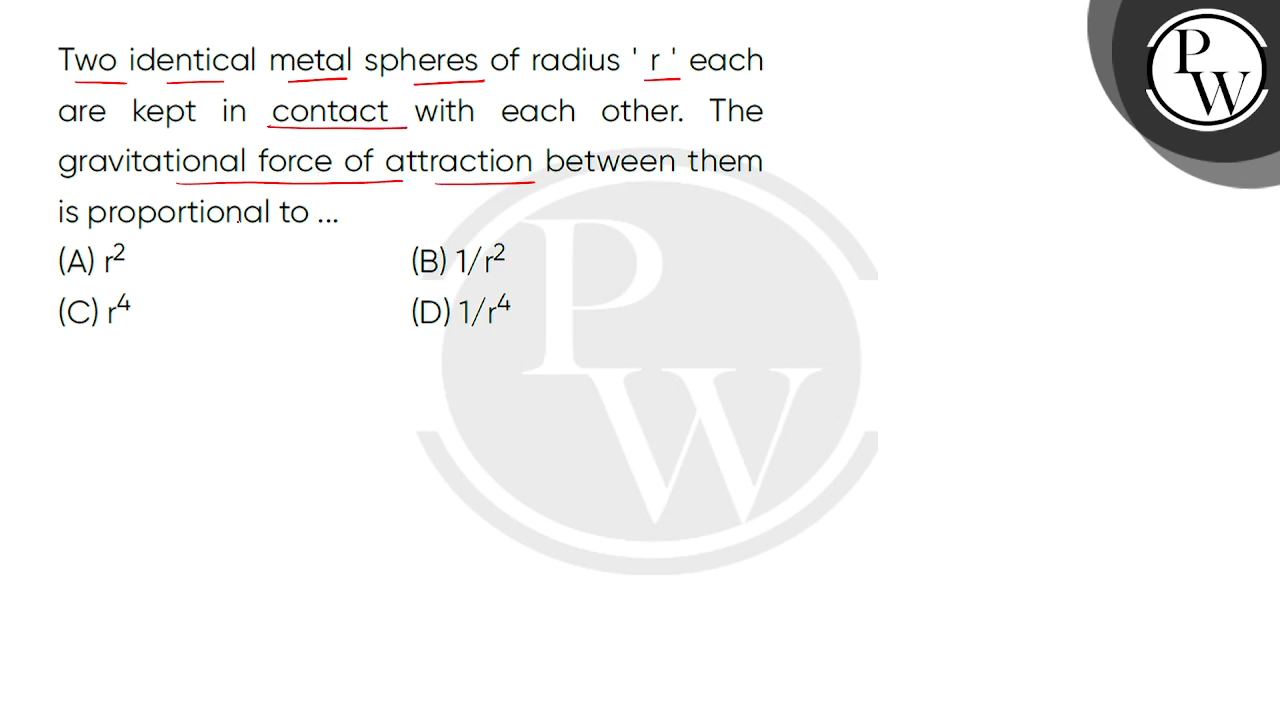 Two identical metal spheres of radius ' r ' each
are kept in contact with each other. The
gravitational force of attraction between them
is proportional to ...
(A) r² (B) 1/r²
(C) r⁴ (D) 1/r⁴
P
W
P
W